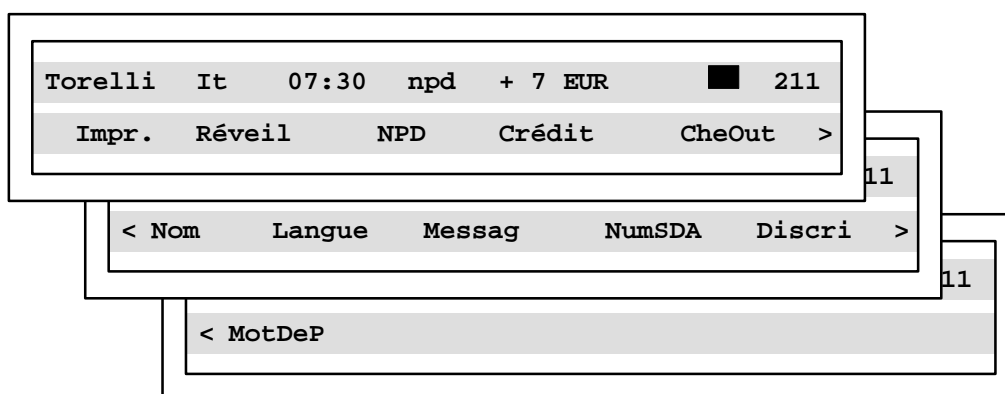 Torelli It 07:30 npd + 7 EUR 211
Impr. Réveil NPD Crédit CheOut >
11
< Nom Langue Messag NumSDA Discri >
11
< MotDeP